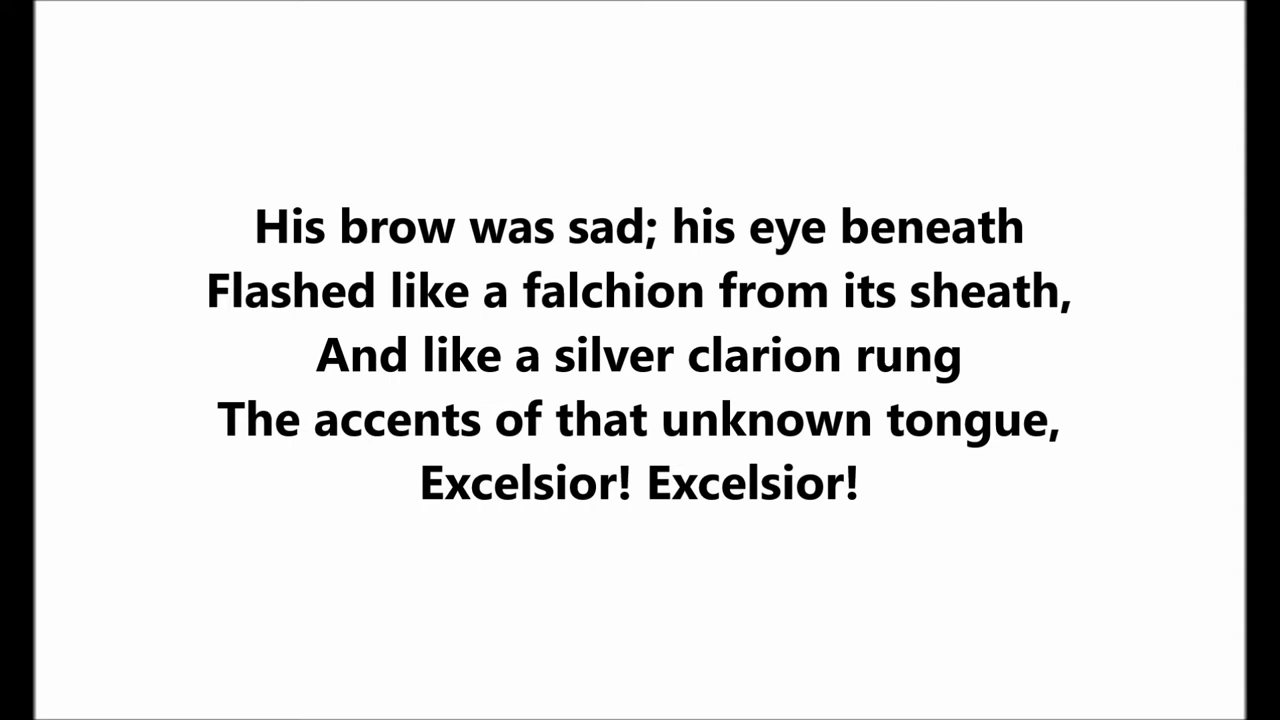 His brow was sad; his eye beneath
Flashed like a falchion from its sheath,
And like a silver clarion rung
The accents of that unknown tongue,
Excelsior! Excelsior!